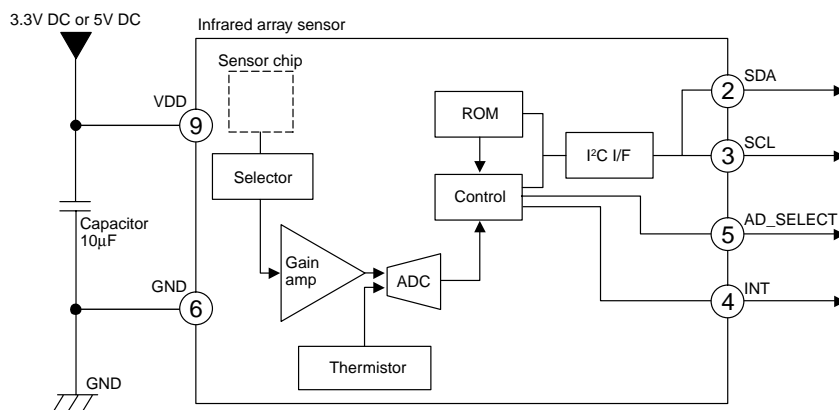 3.3V DC or 5V DC
Infrared array sensor
Sensor chip
VDD
9
SDA
2
ROM
I²C I/F
SCL
3
Selector
Control
Capacitor
10μF
AD_SELECT
5
Gain
amp
ADC
GND
6
INT
4
Thermistor
GND